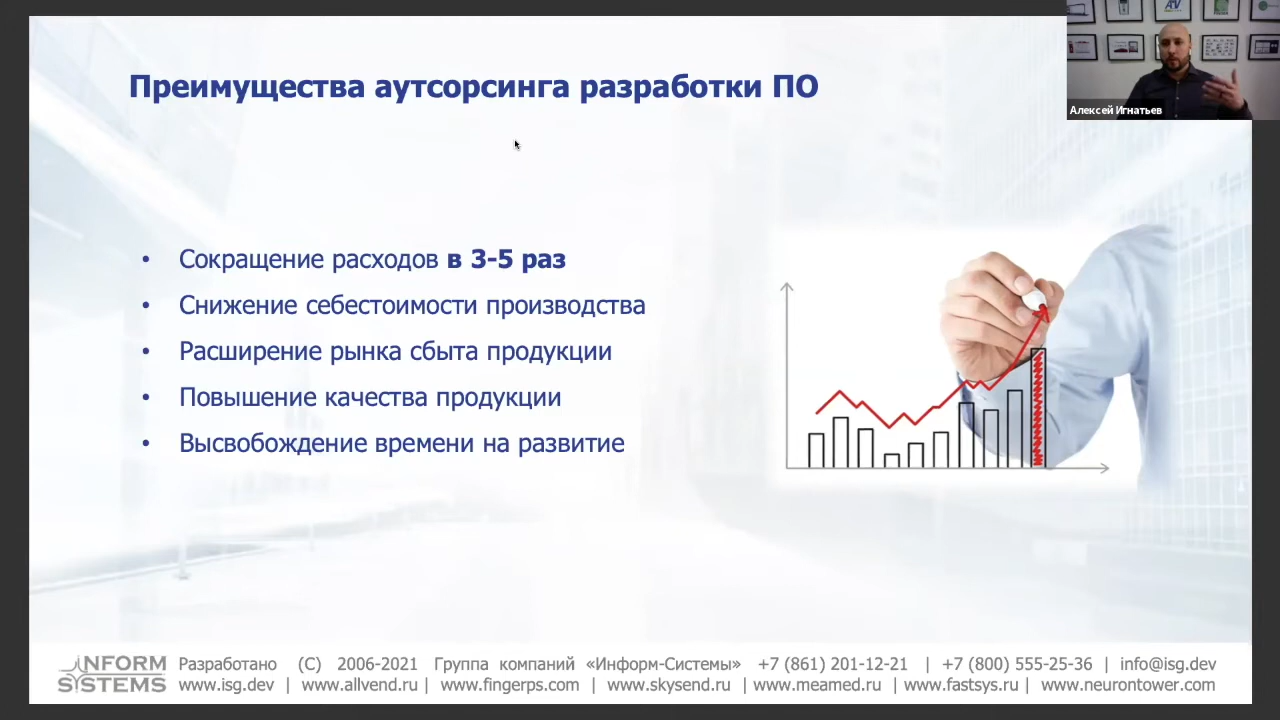 Преимущества аутсорсинга разработки ПО
Алексей Игнатьев
• Сокращение расходов в 3-5 раз
• Снижение себестоимости производства
• Расширение рынка сбыта продукции
• Повышение качества продукции
• Высвобождение времени на развитие
INFORM SISTEMS
Разработано (С) 2006-2021 Группа компаний «Информ-Системы» +7 (861) 201-12-21 | +7 (800) 555-25-36 | info@isg.dev
www.isg.dev | www.allvend.ru | www.fingerps.com | www.skysend.ru | www.meamed.ru | www.fastsys.ru | www.neurontower.com